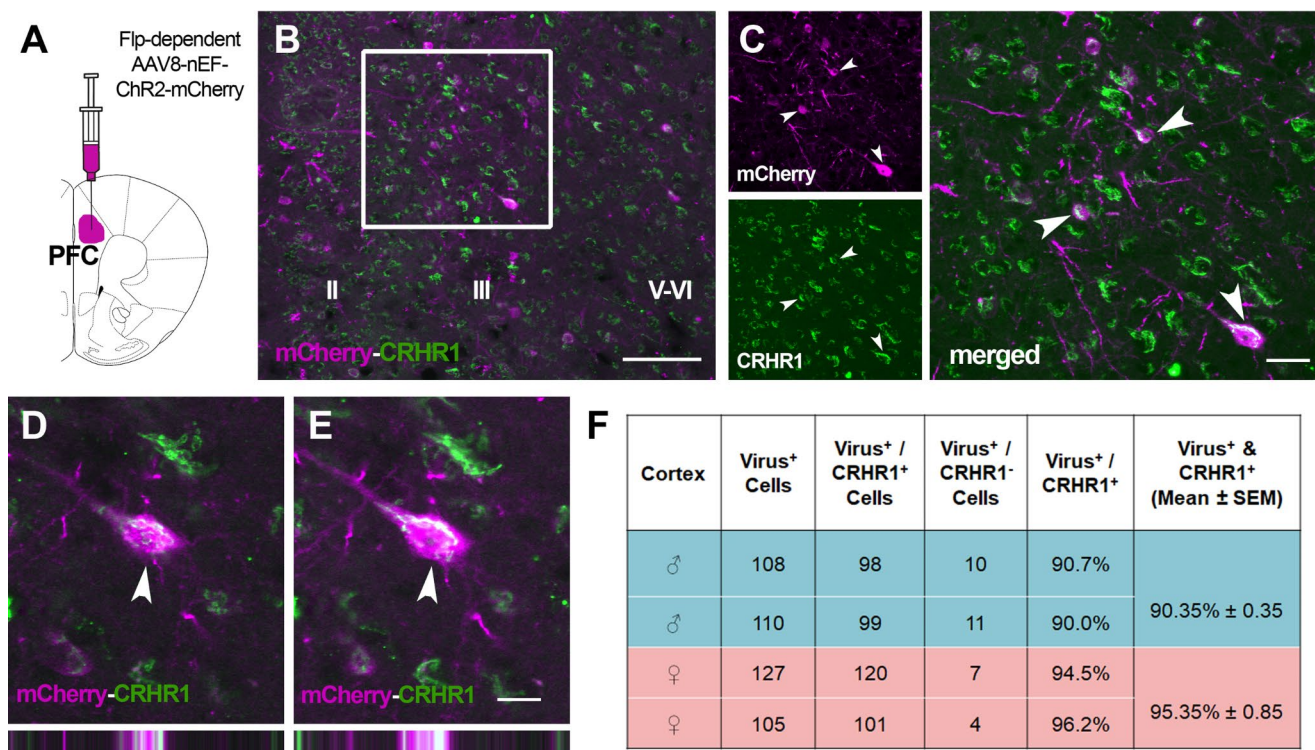 A
Flp-dependent
AAV8-nEF-
ChR2-mCherry
PFC
B
II III V-VI
mCherry-CRHR1
C
mCherry
CRHR1
merged
D
mCherry-CRHR1
E
mCherry-CRHR1
F
Cortex
Virus⁺
Cells
Virus⁺ /
CRHR1⁺
Cells
Virus⁺ /
CRHR1⁻
Cells
Virus⁺ /
CRHR1⁺
Virus⁺ &
CRHR1⁺
(Mean ± SEM)
♂ 108 98 10 90.7%
90.35% ± 0.35
♂ 110 99 11 90.0%
♀ 127 120 7 94.5%
95.35% ± 0.85
♀ 105 101 4 96.2%